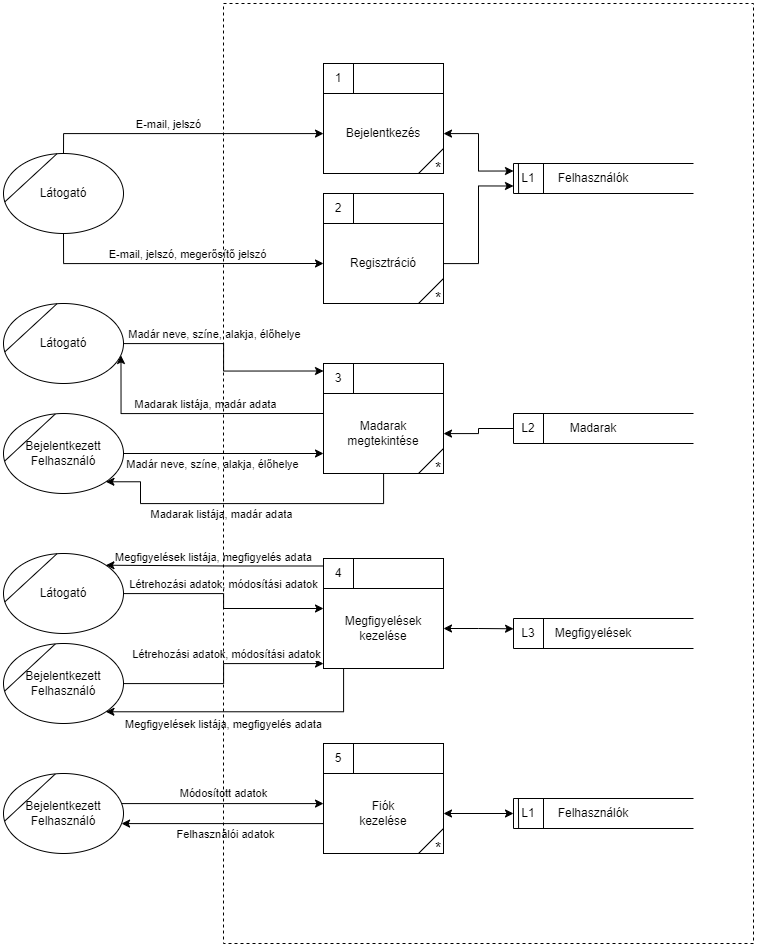 1
E-mail, jelszó
Bejelentkezés
*
Látogató
L1 Felhasználók
2
E-mail, jelszó, megerősítő jelszó
Regisztráció
*
Látogató
Madár neve, színe, alakja, élőhelye
3
Madarak listája, madár adata
Madarak
megtekintése
*
L2 Madarak
Bejelentkezett
Felhasználó
Madár neve, színe, alakja, élőhelye
Madarak listája, madár adata
Megfigyelések listája, megfigyelés adata
4
Látogató
Létrehozási adatok, módosítási adatok
Megfigyelések
kezelése
L3 Megfigyelések
Létrehozási adatok, módosítási adatok
Bejelentkezett
Felhasználó
Megfigyelések listája, megfigyelés adata
5
Módosított adatok
Bejelentkezett
Felhasználó
Fiók
kezelése
*
L1 Felhasználók
Felhasználói adatok